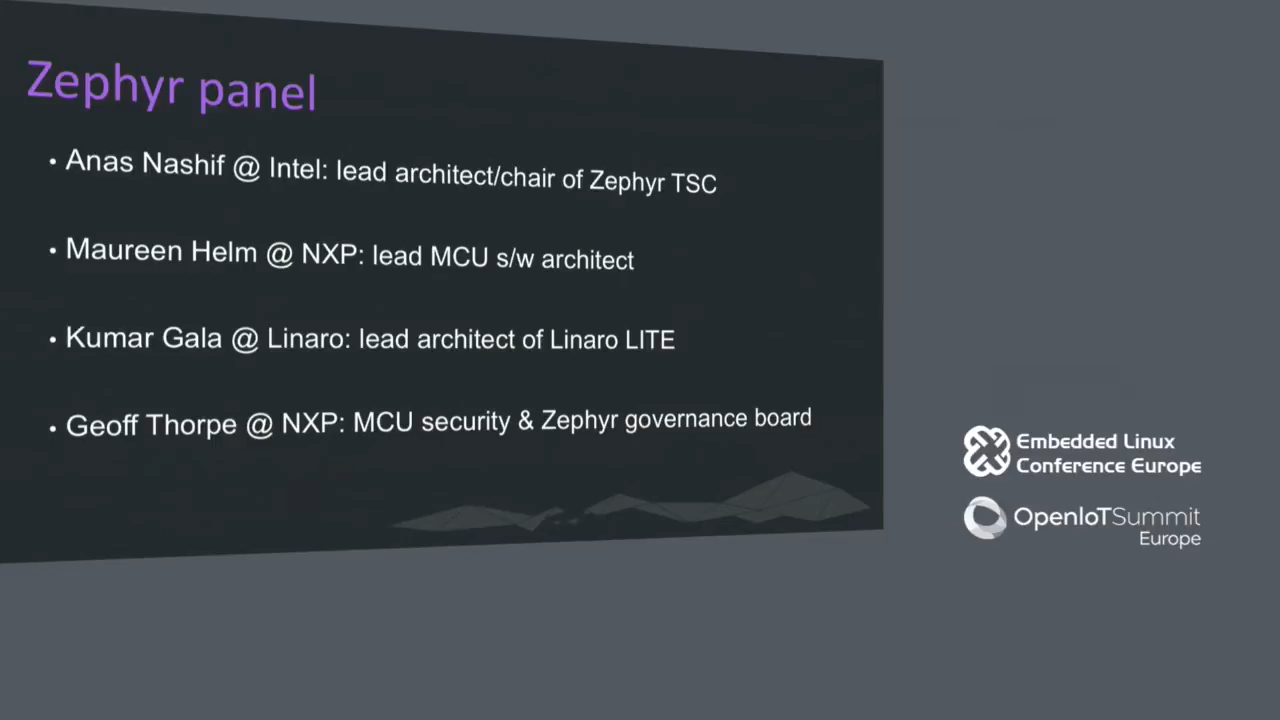 Zephyr panel
• Anas Nashif @ Intel: lead architect/chair of Zephyr TSC
• Maureen Helm @ NXP: lead MCU s/w architect
• Kumar Gala @ Linaro: lead architect of Linaro LITE
• Geoff Thorpe @ NXP: MCU security & Zephyr governance board
Embedded Linux
Conference Europe
OpenIoTSummit
Europe